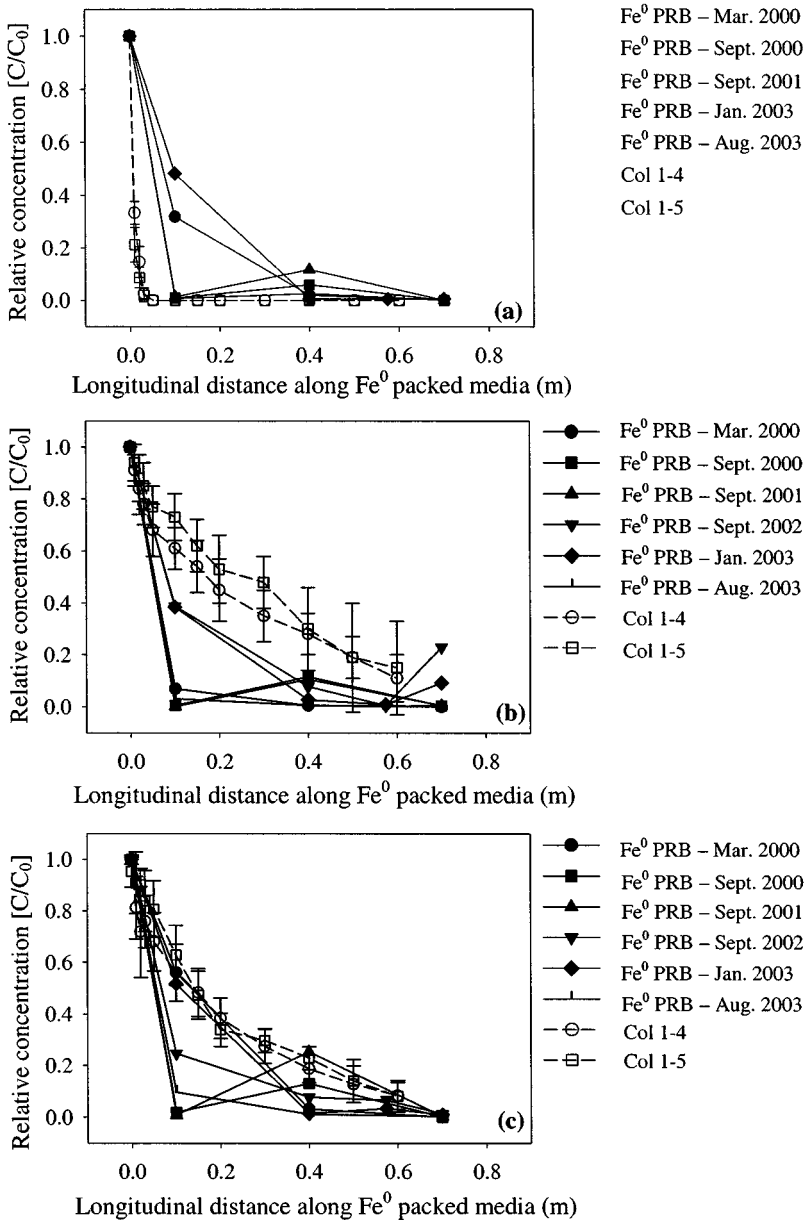 Relative concentration [C/C₀]
1.0
0.8
0.6
0.4
0.2
0.0
(a)
0.0 0.2 0.4 0.6 0.8
Longitudinal distance along Fe⁰ packed media (m)
Fe⁰ PRB – Mar. 2000
Fe⁰ PRB – Sept. 2000
Fe⁰ PRB – Sept. 2001
Fe⁰ PRB – Jan. 2003
Fe⁰ PRB – Aug. 2003
Col 1-4
Col 1-5
Relative concentration [C/C₀]
1.0
0.8
0.6
0.4
0.2
0.0
(b)
0.0 0.2 0.4 0.6 0.8
Longitudinal distance along Fe⁰ packed media (m)
Fe⁰ PRB – Mar. 2000
Fe⁰ PRB – Sept. 2000
Fe⁰ PRB – Sept. 2001
Fe⁰ PRB – Sept. 2002
Fe⁰ PRB – Jan. 2003
Fe⁰ PRB – Aug. 2003
Col 1-4
Col 1-5
Relative concentration [C/C₀]
1.0
0.8
0.6
0.4
0.2
0.0
(c)
0.0 0.2 0.4 0.6 0.8
Longitudinal distance along Fe⁰ packed media (m)
Fe⁰ PRB – Mar. 2000
Fe⁰ PRB – Sept. 2000
Fe⁰ PRB – Sept. 2001
Fe⁰ PRB – Sept. 2002
Fe⁰ PRB – Jan. 2003
Fe⁰ PRB – Aug. 2003
Col 1-4
Col 1-5